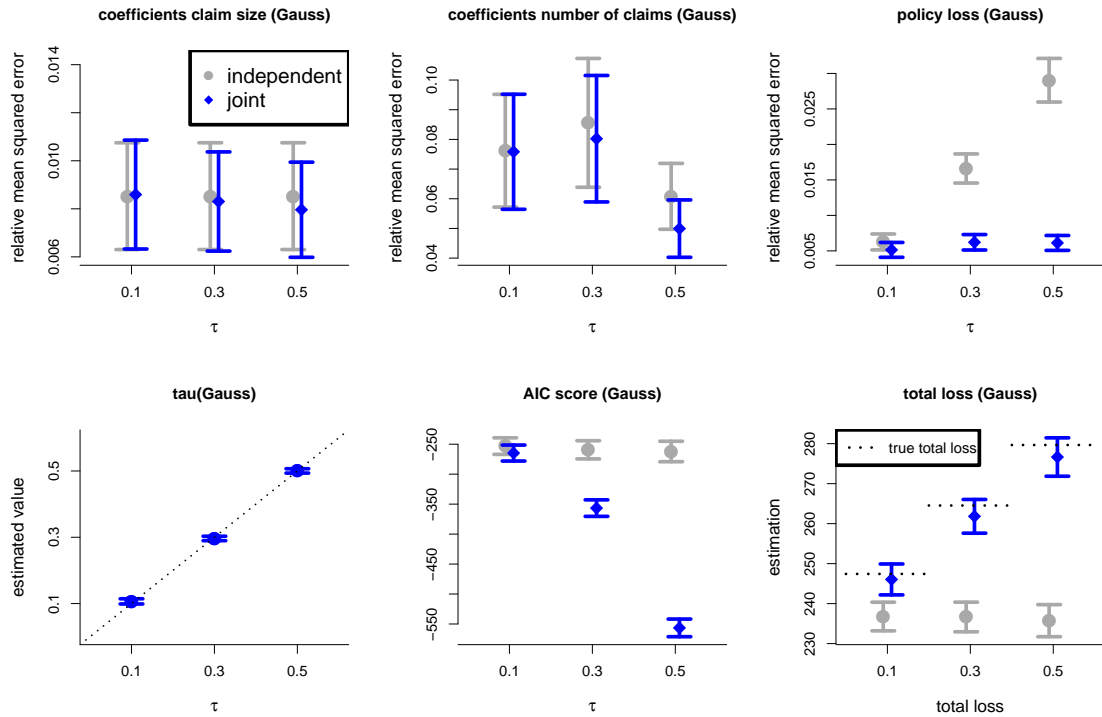 coefficients claim size (Gauss)
relative mean squared error
0.006
0.010
0.014
independent
joint
0.1
0.3
0.5
τ
coefficients number of claims (Gauss)
relative mean squared error
0.04
0.06
0.08
0.10
0.1
0.3
0.5
τ
policy loss (Gauss)
relative mean squared error
0.005
0.015
0.025
0.1
0.3
0.5
τ
tau(Gauss)
estimated value
0.1
0.3
0.5
0.1
0.3
0.5
τ
AIC score (Gauss)
−550
−450
−350
−250
0.1
0.3
0.5
τ
total loss (Gauss)
estimation
230
240
250
260
270
280
true total loss
0.1
0.3
0.5
total loss